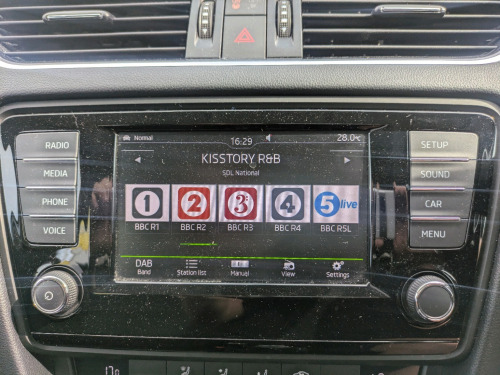 Normal 16:29 28.0°C
KISSTORY R&B
SDL National
1 2 3 4 5 live
BBC R1 BBC R2 BBC R3 BBC R4 BBC R5L
DAB
Band Station list Manual View Settings
RADIO
MEDIA
PHONE
VOICE
SETUP
SOUND
CAR
MENU